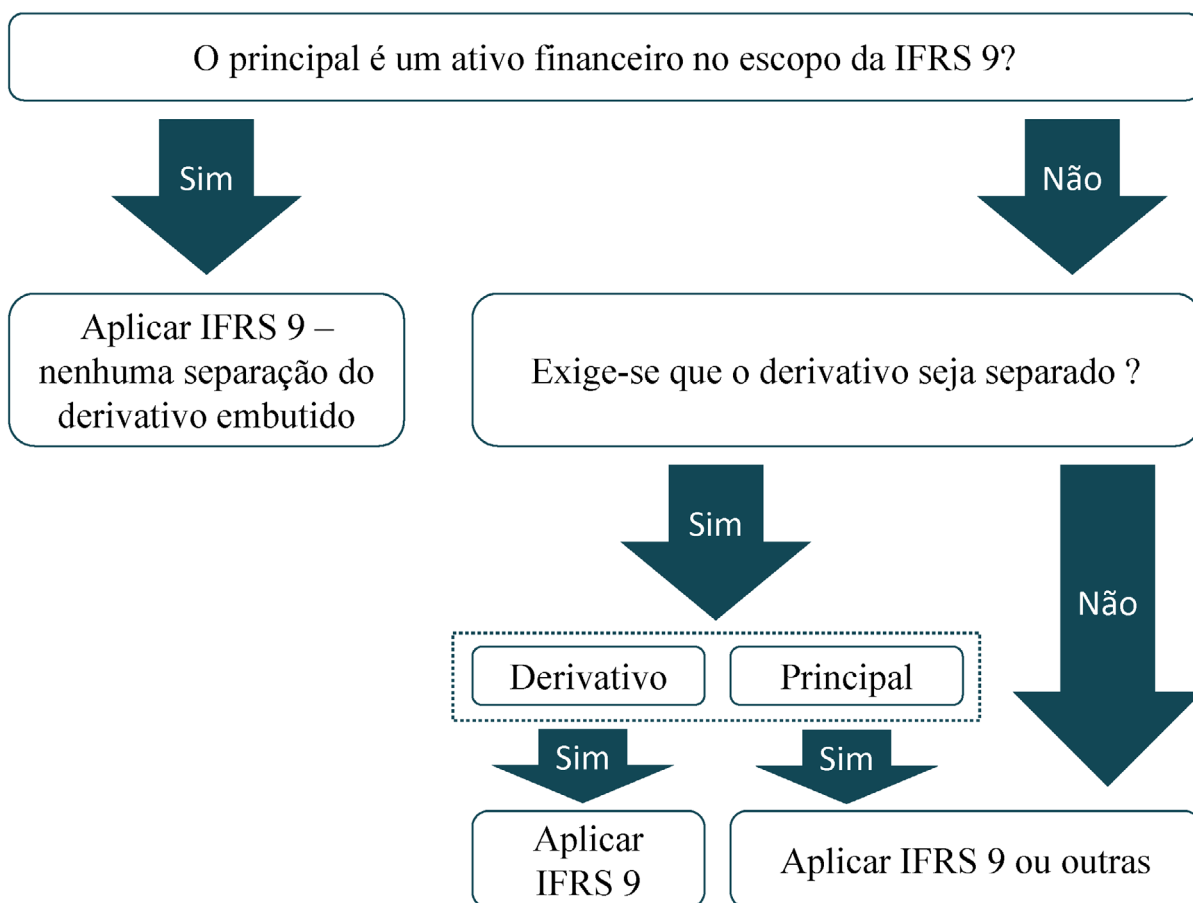 O principal é um ativo financeiro no escopo da IFRS 9?
Sim
Não
Aplicar IFRS 9 –
nenhuma separação do
derivativo embutido
Exige-se que o derivativo seja separado ?
Sim
Não
Derivativo
Principal
Sim
Sim
Aplicar
IFRS 9
Aplicar IFRS 9 ou outras